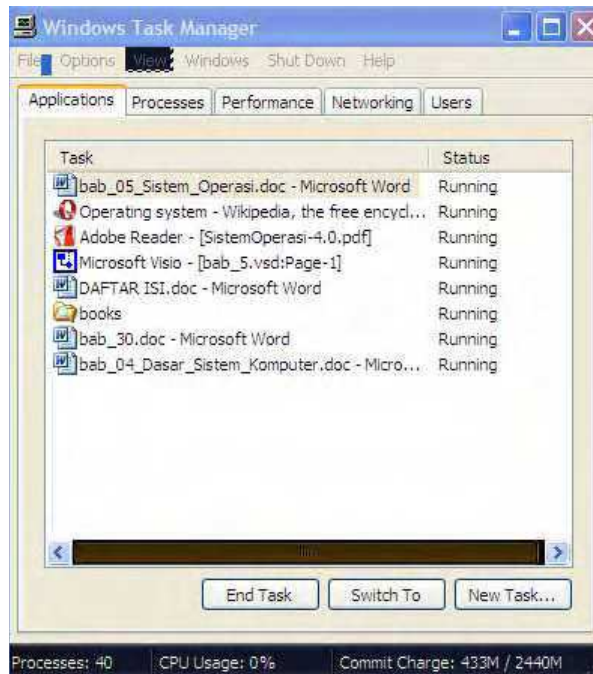 Windows Task Manager
File Options View Windows Shut Down Help
Applications Processes Performance Networking Users
Task Status
bab_05_Sistem_Operasi.doc - Microsoft Word Running
Operating system - Wikipedia, the free encycl... Running
Adobe Reader - [SistemOperasi-4.0.pdf] Running
Microsoft Visio - [bab_5.vsd:Page-1] Running
DAFTAR ISI.doc - Microsoft Word Running
books Running
bab_30.doc - Microsoft Word Running
bab_04_Dasar_Sistem_Komputer.doc - Micro... Running
End Task Switch To New Task...
Processes: 40 CPU Usage: 0% Commit Charge: 433M / 2440M